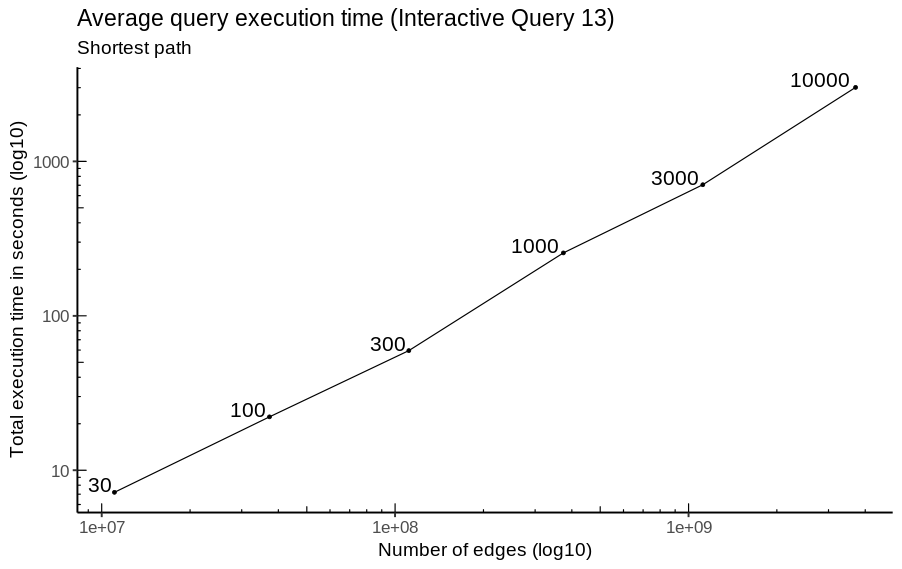 Average query execution time (Interactive Query 13)
Shortest path
Total execution time in seconds (log10)
1000
100
10
30
100
300
1000
3000
10000
1e+07
1e+08
1e+09
Number of edges (log10)